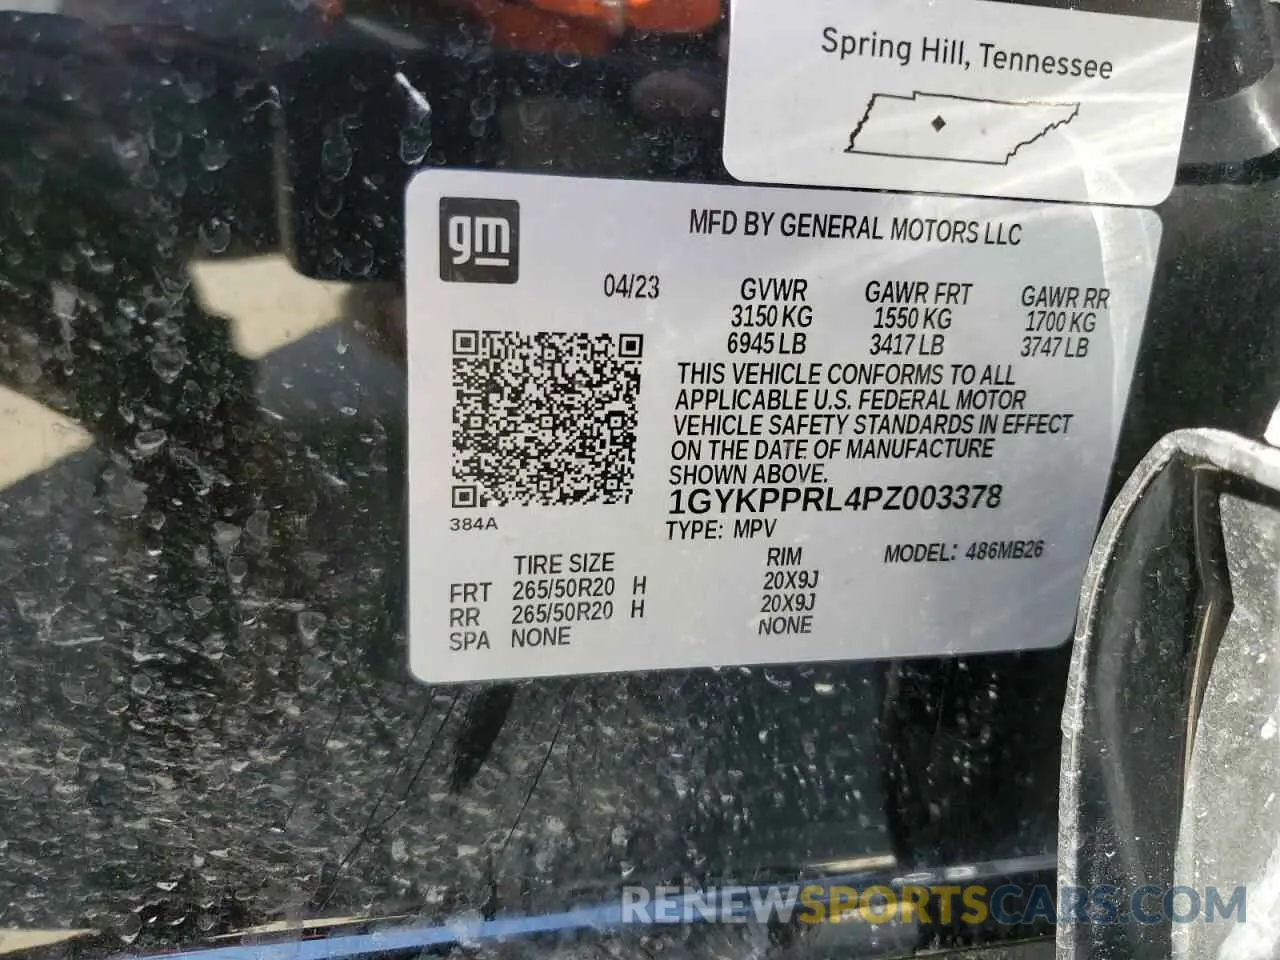 Spring Hill, Tennessee
gm
MFD BY GENERAL MOTORS LLC
04/23
GVWR GAWR FRT GAWR RR
3150 KG 1550 KG 1700 KG
6945 LB 3417 LB 3747 LB
THIS VEHICLE CONFORMS TO ALL
APPLICABLE U.S. FEDERAL MOTOR
VEHICLE SAFETY STANDARDS IN EFFECT
ON THE DATE OF MANUFACTURE
SHOWN ABOVE.
1GYKPPRL4PZ003378
384A
TYPE: MPV
TIRE SIZE RIM MODEL: 486MB26
FRT 265/50R20 H 20X9J
RR 265/50R20 H 20X9J
SPA NONE NONE
RENEWSPORTSCARS.COM